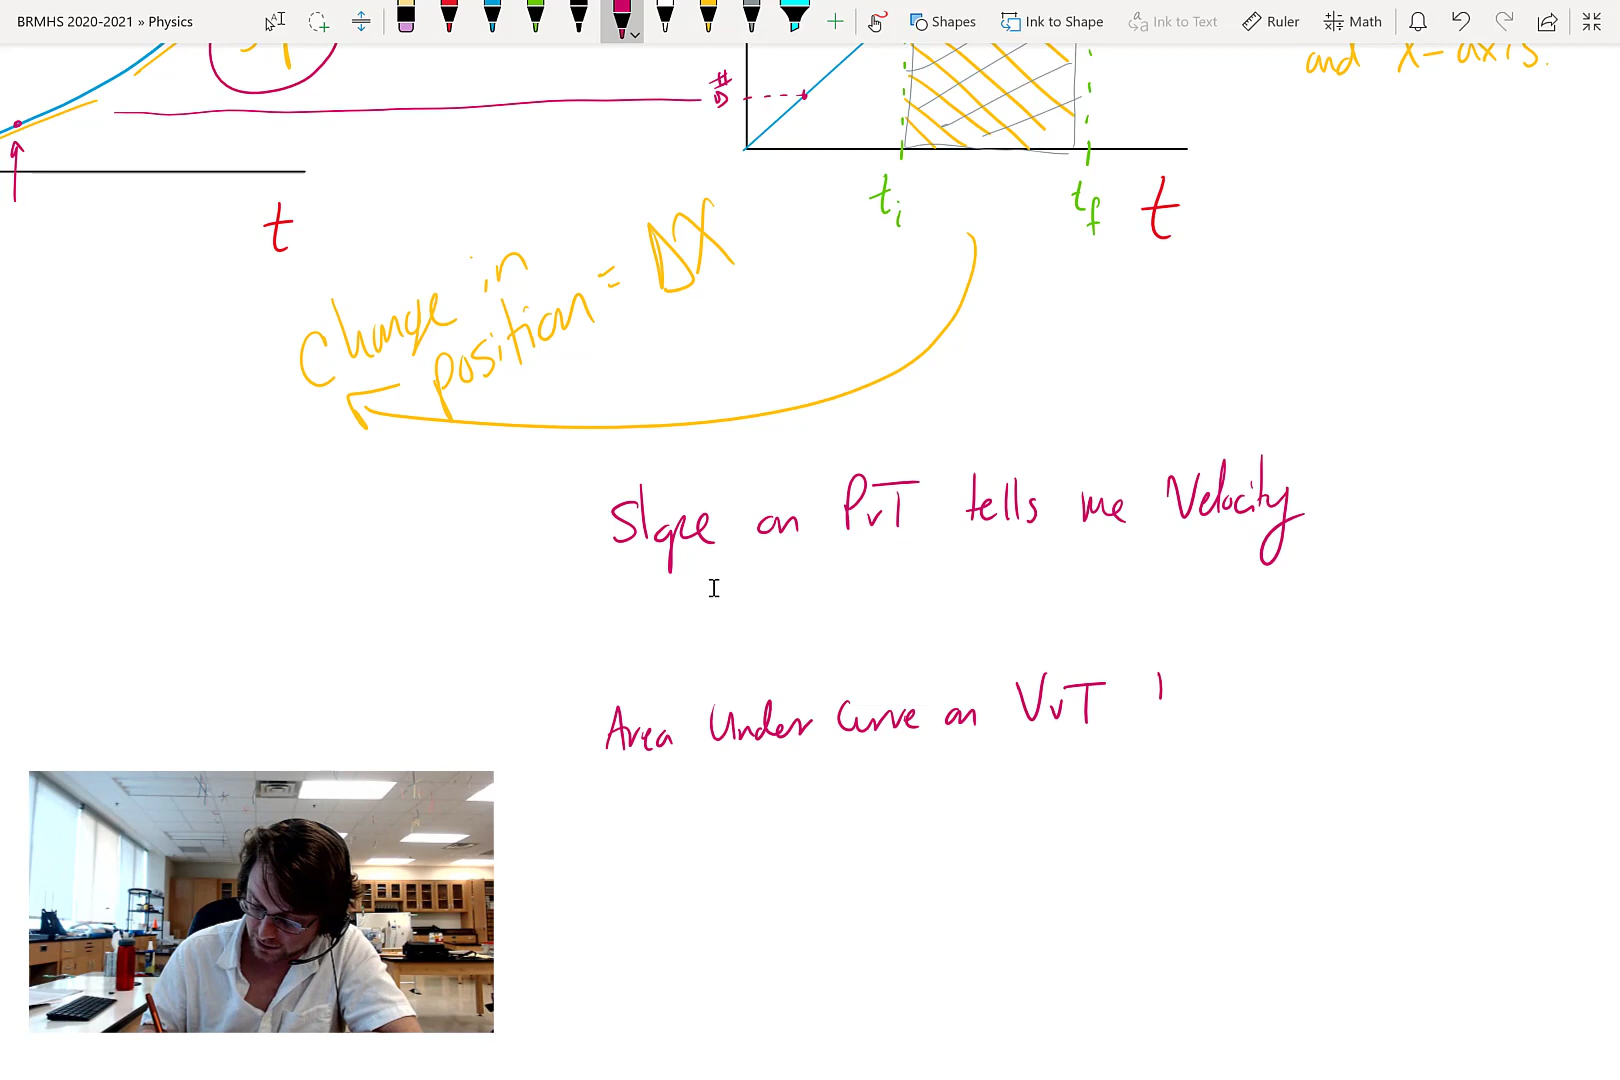 BRMHS 2020-2021 » Physics
Shapes
Ink to Shape
Ink to Text
Ruler
Math
and x-axis.
#
t
ti
tf
t
Change in
position = ΔX
Slope on PvT tells me Velocity
Area Under Curve on VvT